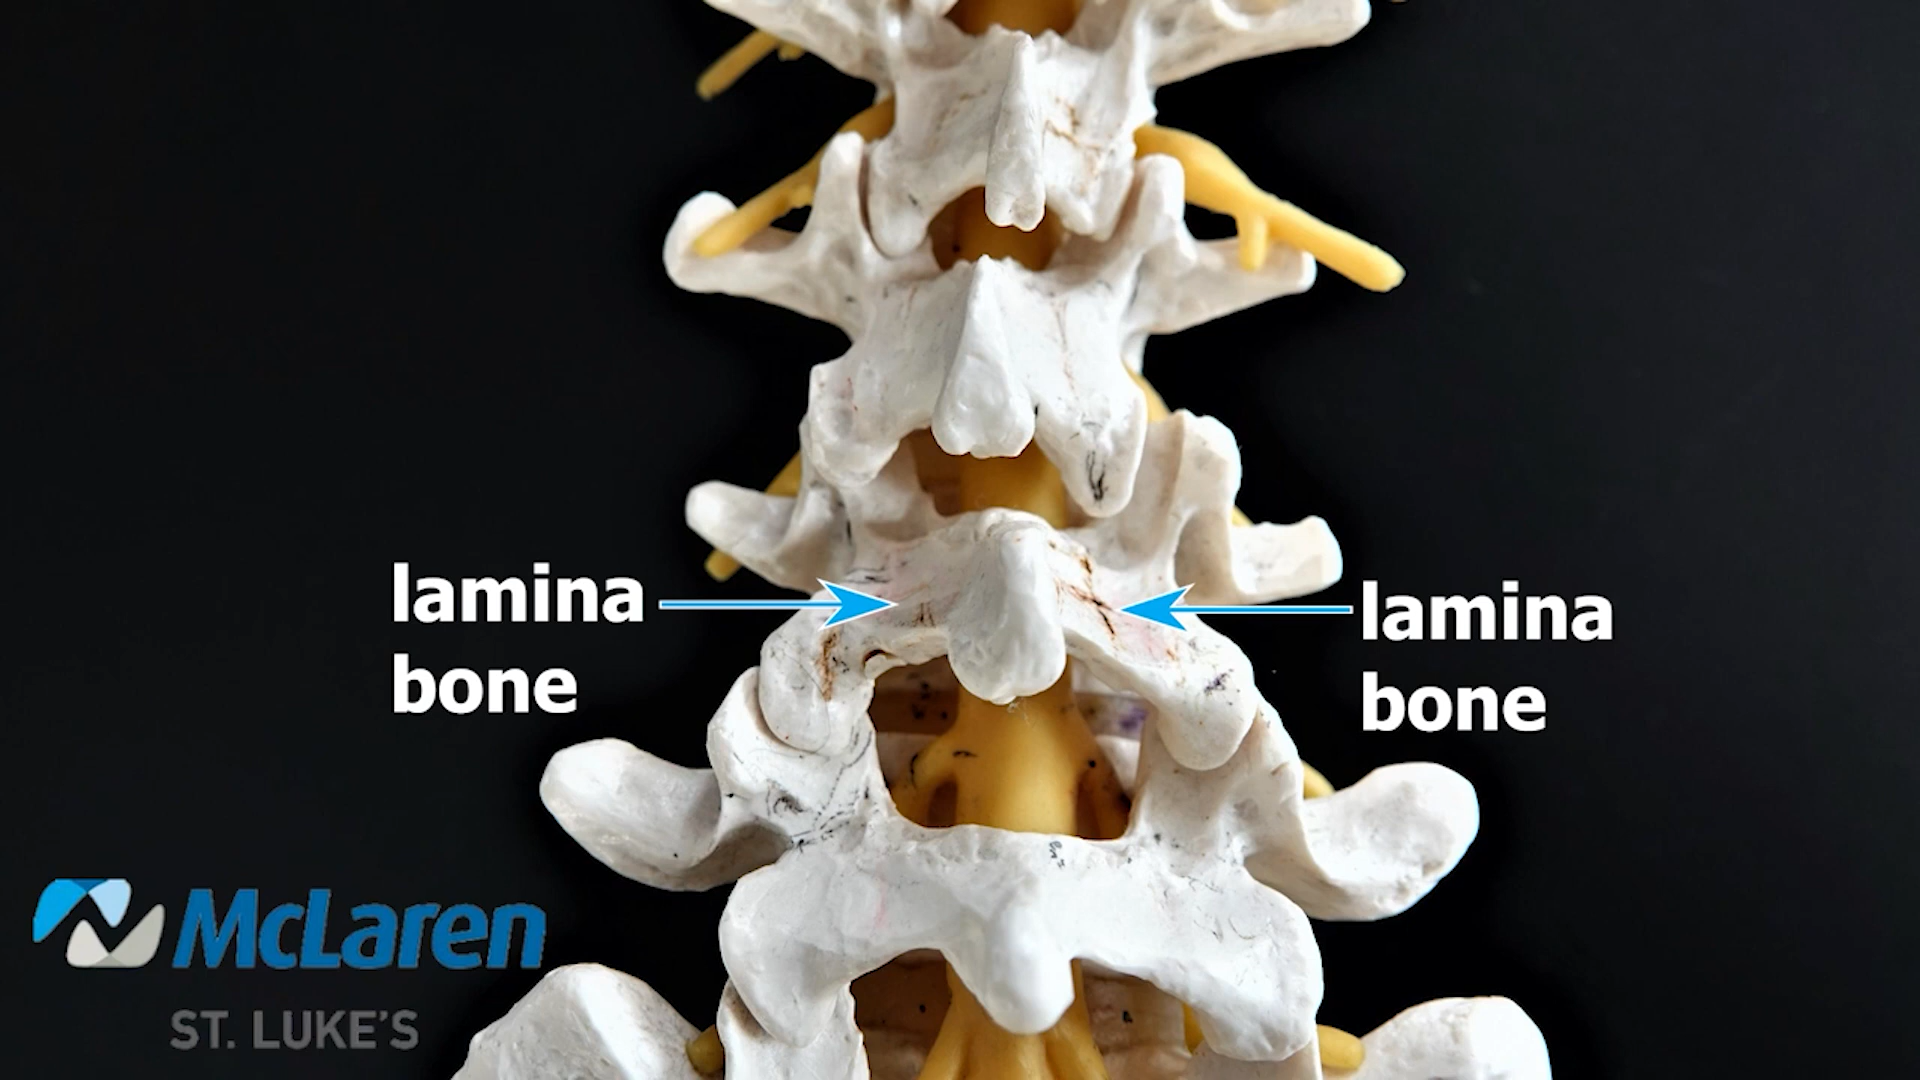 lamina
bone
lamina
bone
McLaren
ST. LUKE'S